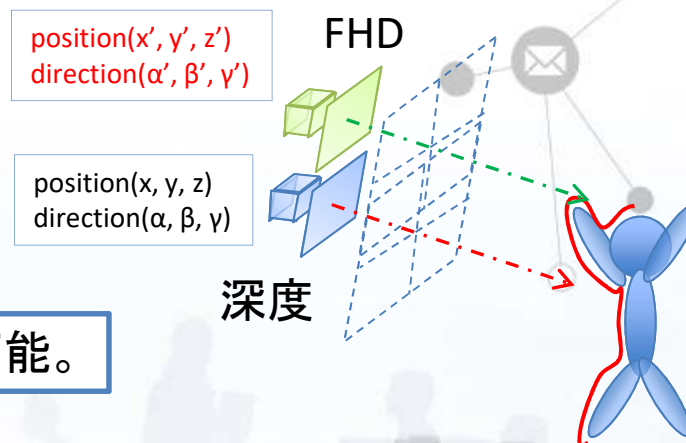 FHD
position(x’, y’, z’)
direction(α’, β’, γ’)
position(x, y, z)
direction(α, β, γ)
深度
能。